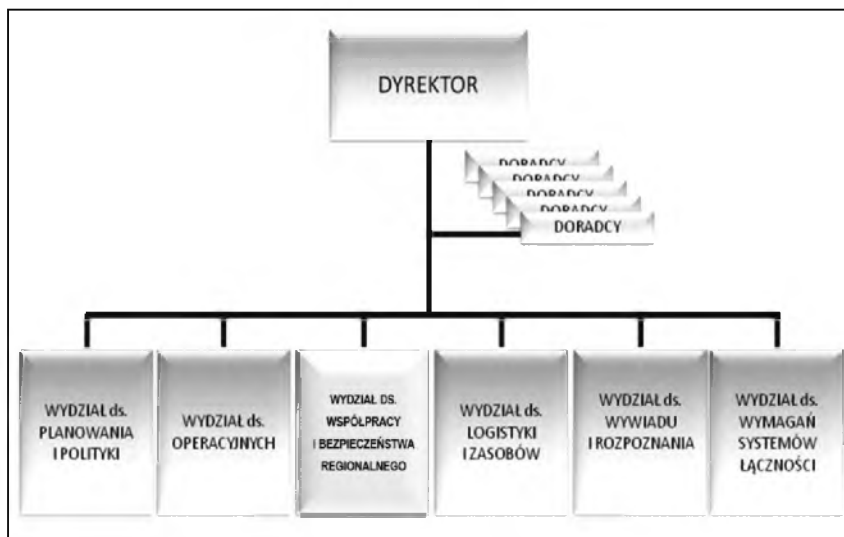 DYREKTOR
DORADCY
DORADCY
DORADCY
DORADCY
DORADCY
WYDZIAŁ ds.
PLANOWANIA
I POLITYKI
WYDZIAŁ ds.
OPERACYJNYCH
WYDZIAŁ DS.
WSPÓŁPRACY
I BEZPIECZEŃSTWA
REGIONALNEGO
WYDZIAŁ ds.
LOGISTYKI
I ZASOBÓW
WYDZIAŁ ds.
WYWIADU
I ROZPOZNANIA
WYDZIAŁ ds.
WYMAGAŃ
SYSTEMÓW
ŁĄCZNOŚCI